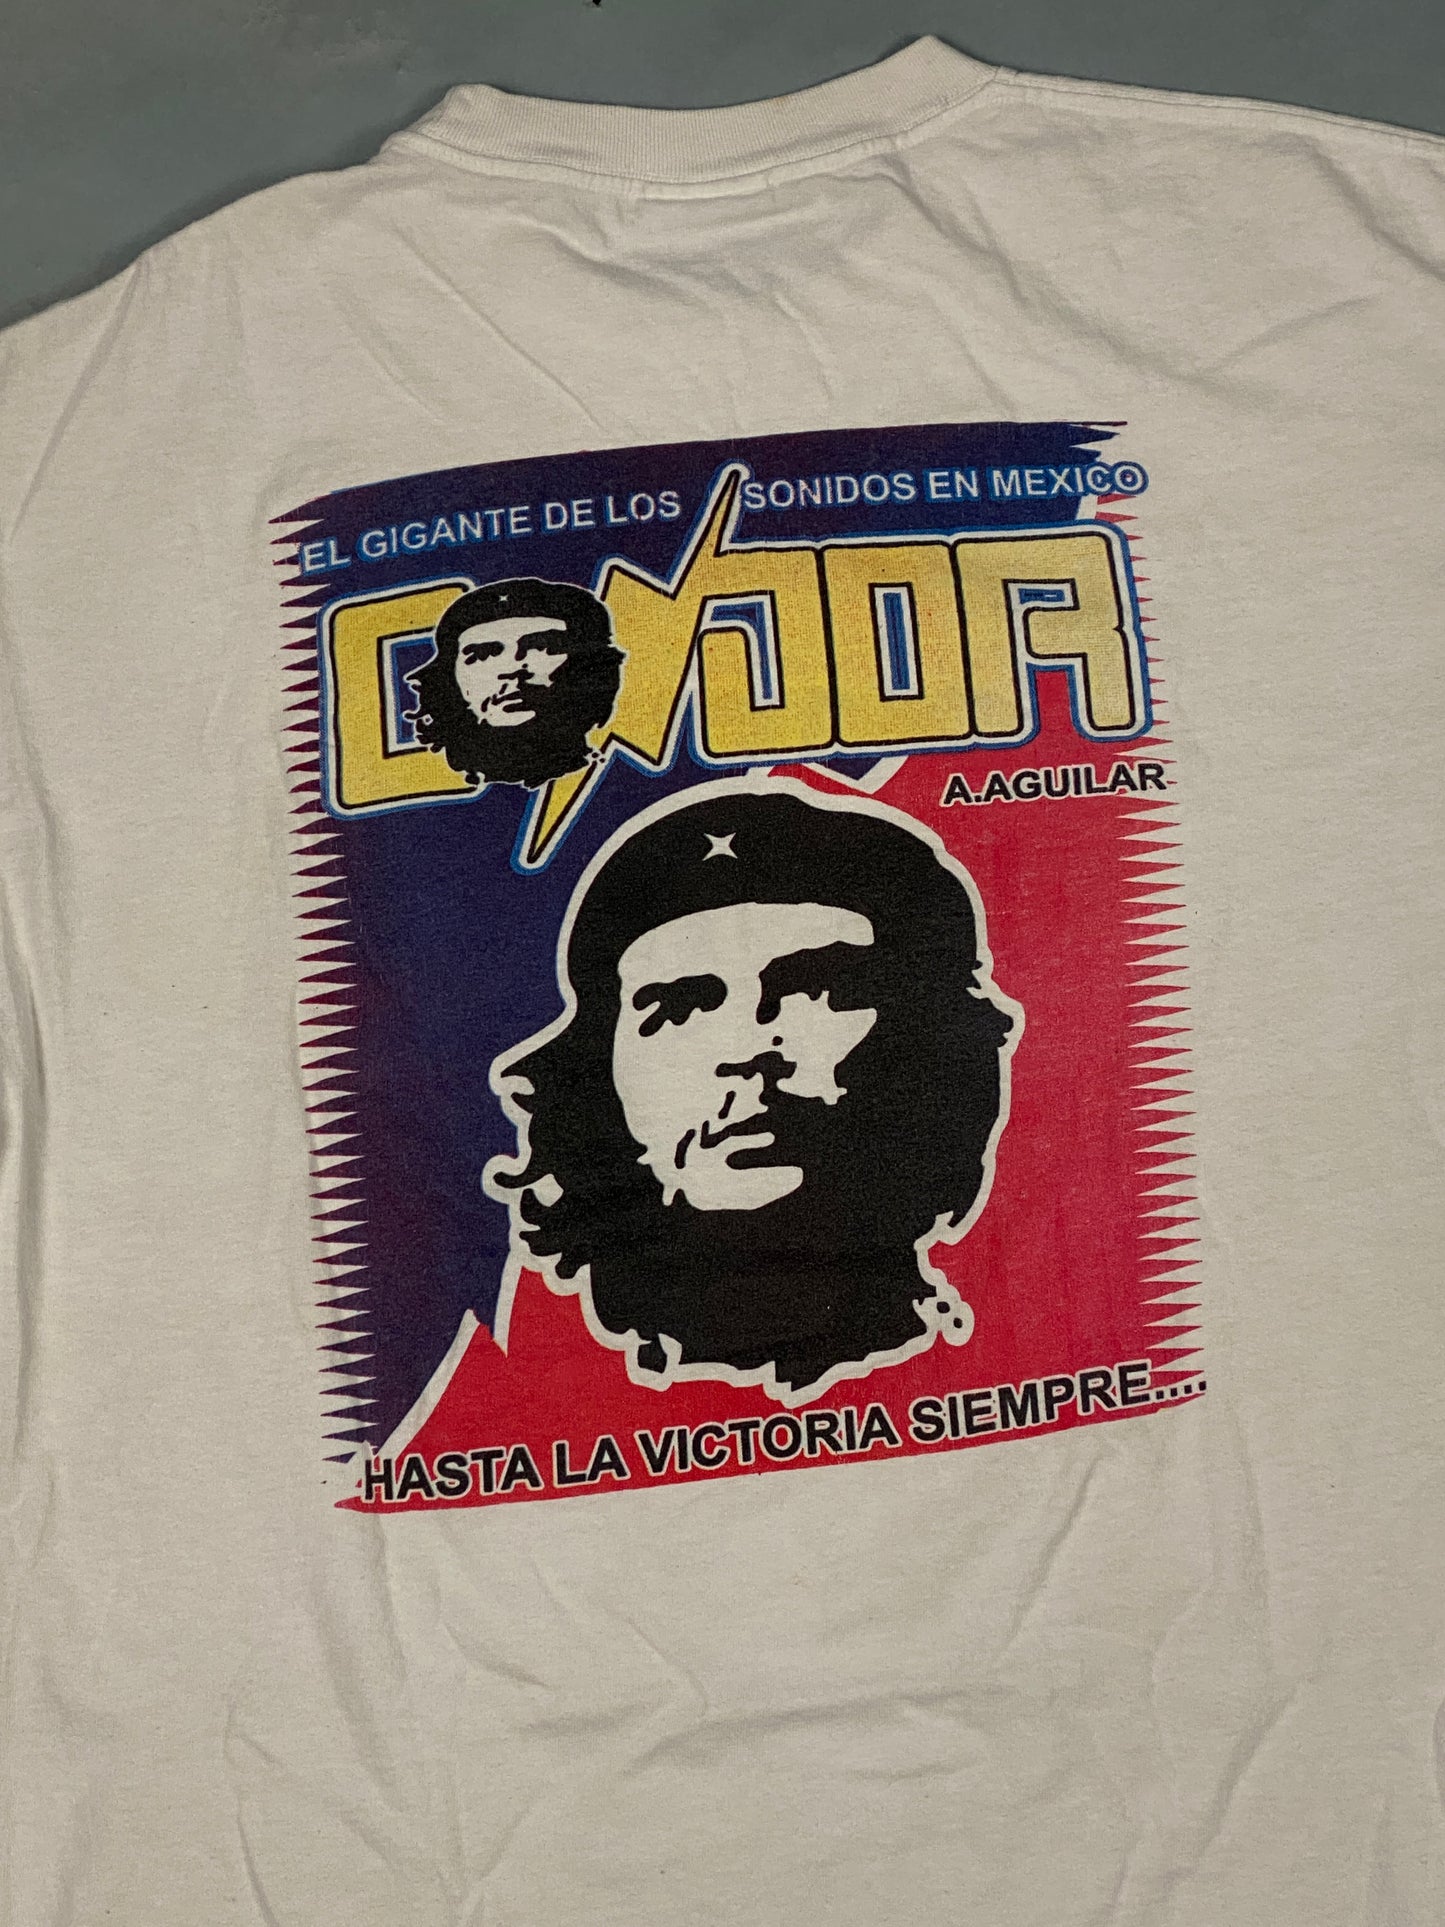 EL GIGANTE DE LOS SONIDOS EN MEXICO
CONDOR
A.AGUILAR
HASTA LA VICTORIA SIEMPRE....